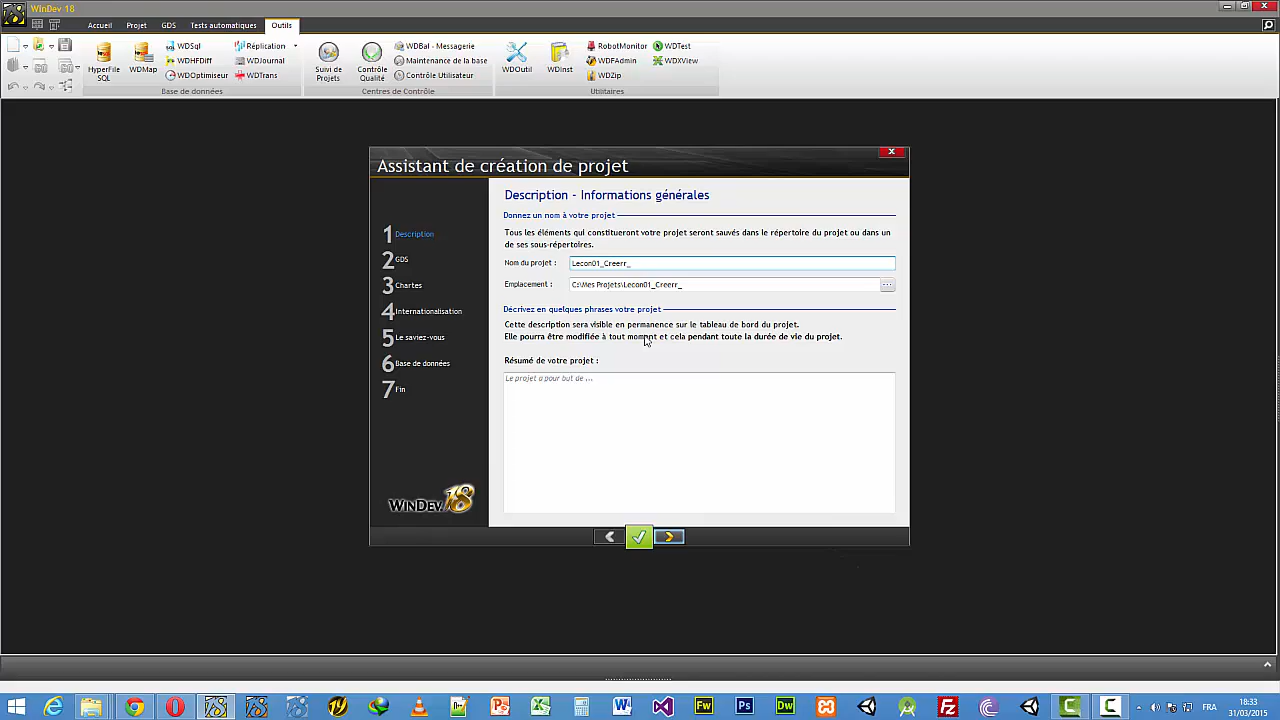 WinDev 18
Accueil Projet GDS Tests automatiques Outils
HyperFile SQL
WDMap
WDSql
WDHFDiff
WDOptimiseur
Réplication
WDJournal
WDTrans
Base de données
Suivi de Projets
Contrôle Qualité
WDBal - Messagerie
Maintenance de la base
Contrôle Utilisateur
Centres de Contrôle
WDOutil
WDInst
RobotMonitor
WDFAdmin
WDZip
WDTest
WDXView
Utilitaires
Assistant de création de projet
1 Description
2 GDS
3 Chartes
4 Internationalisation
5 Le saviez-vous
6 Base de données
7 Fin
WINDEV 18
Description - Informations générales
Donnez un nom à votre projet
Tous les éléments qui constitueront votre projet seront sauvés dans le répertoire du projet ou dans un
de ses sous-répertoires.
Nom du projet : Lecon01_Creerr_
Emplacement : C:\Mes Projets\Lecon01_Creerr_
Décrivez en quelques phrases votre projet
Cette description sera visible en permanence sur le tableau de bord du projet.
Elle pourra être modifiée à tout moment et cela pendant toute la durée de vie du projet.
Résumé de votre projet :
Le projet a pour but de ...
FRA
18:33
31/03/2015